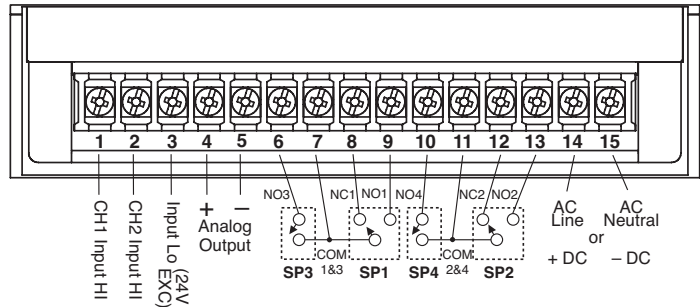 1 2 3 4 5 6 7 8 9 10 11 12 13 14 15
CH1 Input HI
CH2 Input HI
Input Lo (24V EXC)
+ −
Analog
Output
NO3
NC1 NO1
NO4
NC2 NO2
COM
1&3
COM
2&4
SP3 SP1 SP4 SP2
AC
Line
AC
Neutral
or
+ DC − DC